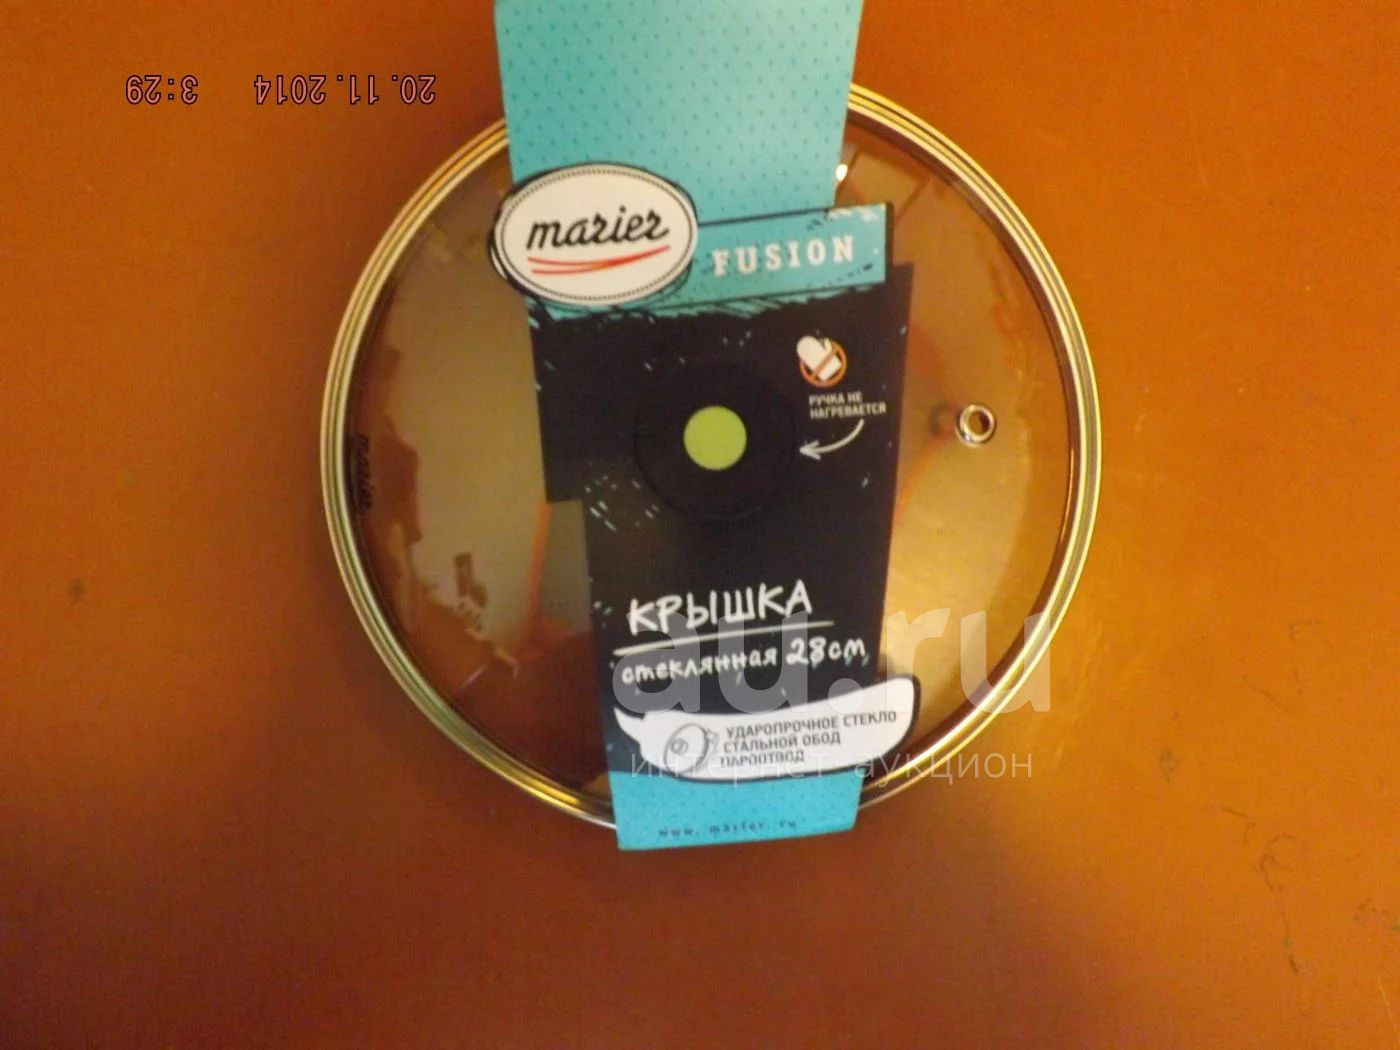 20.11.2014 3:29
marier
FUSION
РУЧКА НЕ
НАГРЕВАЕТСЯ
marier
КРЫШКА
стеклянная 28см
УДАРОПРОЧНОЕ СТЕКЛО
СТАЛЬНОЙ ОБОД
ПАРООТВОД
www.marier.ru
au.ru
интернет аукцион